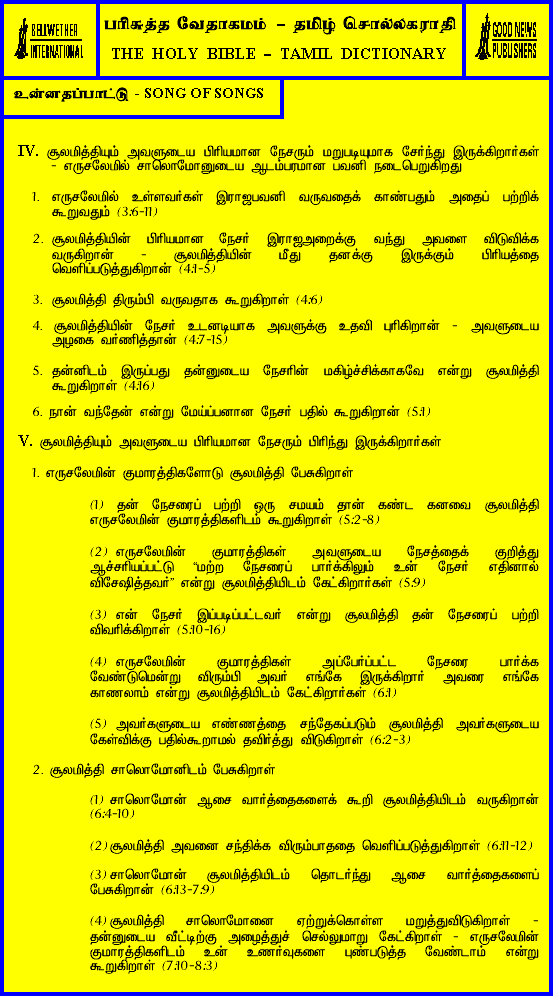 BELLWETHER
INTERNATIONAL
பரிசுத்த வேதாகமம் – தமிழ் சொல்லகராதி
THE HOLY BIBLE – TAMIL DICTIONARY
GOOD NEWS
PUBLISHERS
உன்னதப்பாட்டு - SONG OF SONGS
IV. சூலமித்தியும் அவளுடைய பிரியமான நேசரும் மறுபடியுமாக சேர்ந்து இருக்கிறார்கள்
– எருசலேமில் சாலொமோனுடைய ஆடம்பரமான பவனி நடைபெறுகிறது
1. எருசலேமில் உள்ளவர்கள் இராஜபவனி வருவதை காண்பதும் அதைப் பற்றிக்
கூறுவதும் (3:6-11)
2. சூலமித்தியின் பிரியமான நேசர் இராஜஅறைக்கு வந்து அவளை விடுவிக்க
வருகிறான் – சூலமித்தியின் மீது தனக்கு இருக்கும் பிரியத்தை
வெளிப்படுத்துகிறான் (4:1-5)
3. சூலமித்தி திரும்பி வருவதாக கூறுகிறாள் (4:6)
4. சூலமித்தியின் நேசர் உடனடியாக அவளுக்கு உதவி புரிகிறான் – அவளுடைய
அழகை வர்ணித்தான் (4:7-15)
5. தன்னிடம் இருப்பது தன்னுடைய நேசரின் மகிழ்ச்சிக்காகவே என்று சூலமித்தி
கூறுகிறாள் (4:16)
6. நான் வந்தேன் என்று மேய்ப்பனான நேசர் பதில் கூறுகிறான் (5:1)
V. சூலமித்தியும் அவளுடைய பிரியமான நேசரும் பிரிந்து இருக்கிறார்கள்
1. எருசலேமின் குமாரத்திகளோடு சூலமித்தி பேசுகிறாள்
(1) தன் நேசரைப் பற்றி ஒரு சமயம் தான் கண்ட கனவை சூலமித்தி
எருசலேமின் குமாரத்திகளிடம் கூறுகிறாள் (5:2-8)
(2) எருசலேமின் குமாரத்திகள் அவளுடைய நேசத்தைக் குறித்து
ஆச்சரியப்பட்டு “மற்ற நேசரைப் பார்க்கிலும் உன் நேசர் எதினால்
விசேஷித்தவர்” என்று சூலமித்தியிடம் கேட்கிறார்கள் (5:9)
(3) என் நேசர் இப்படிப்பட்டவர் என்று சூலமித்தி தன் நேசரைப் பற்றி
விவரிக்கிறாள் (5:10-16)
(4) எருசலேமின் குமாரத்திகள் அப்பேர்ப்பட்ட நேசரை பார்க்க
வேண்டுமென்று விரும்பி அவர் எங்கே இருக்கிறார் அவரை எங்கே
காணலாம் என்று சூலமித்தியிடம் கேட்கிறார்கள் (6:1)
(5) அவர்களுடைய எண்ணத்தை சந்தேகப்படும் சூலமித்தி அவர்களுடைய
கேள்விக்கு பதில்கூறாமல் தவிர்த்து விடுகிறாள் (6:2-3)
2. சூலமித்தி சாலொமோனிடம் பேசுகிறாள்
(1) சாலொமோன் ஆசை வார்த்தைகளைக் கூறி சூலமித்தியிடம் வருகிறான்
(6:4-10)
(2) சூலமித்தி அவனை சந்திக்க விரும்பாததை வெளிப்படுத்துகிறாள் (6:11-12)
(3) சாலொமோன் சூலமித்தியிடம் தொடர்ந்து ஆசை வார்த்தைகளைப்
பேசுகிறான் (6:13-7:9)
(4) சூலமித்தி சாலொமோனை ஏற்றுக்கொள்ள மறுத்துவிடுகிறாள் –
தன்னுடைய வீட்டிற்கு அழைத்துச் செல்லுமாறு கேட்கிறாள் – எருசலேமின்
குமாரத்திகளிடம் உன் உணர்வுகளை புண்படுத்த வேண்டாம் என்று
கூறுகிறாள் (7:10-8:3)